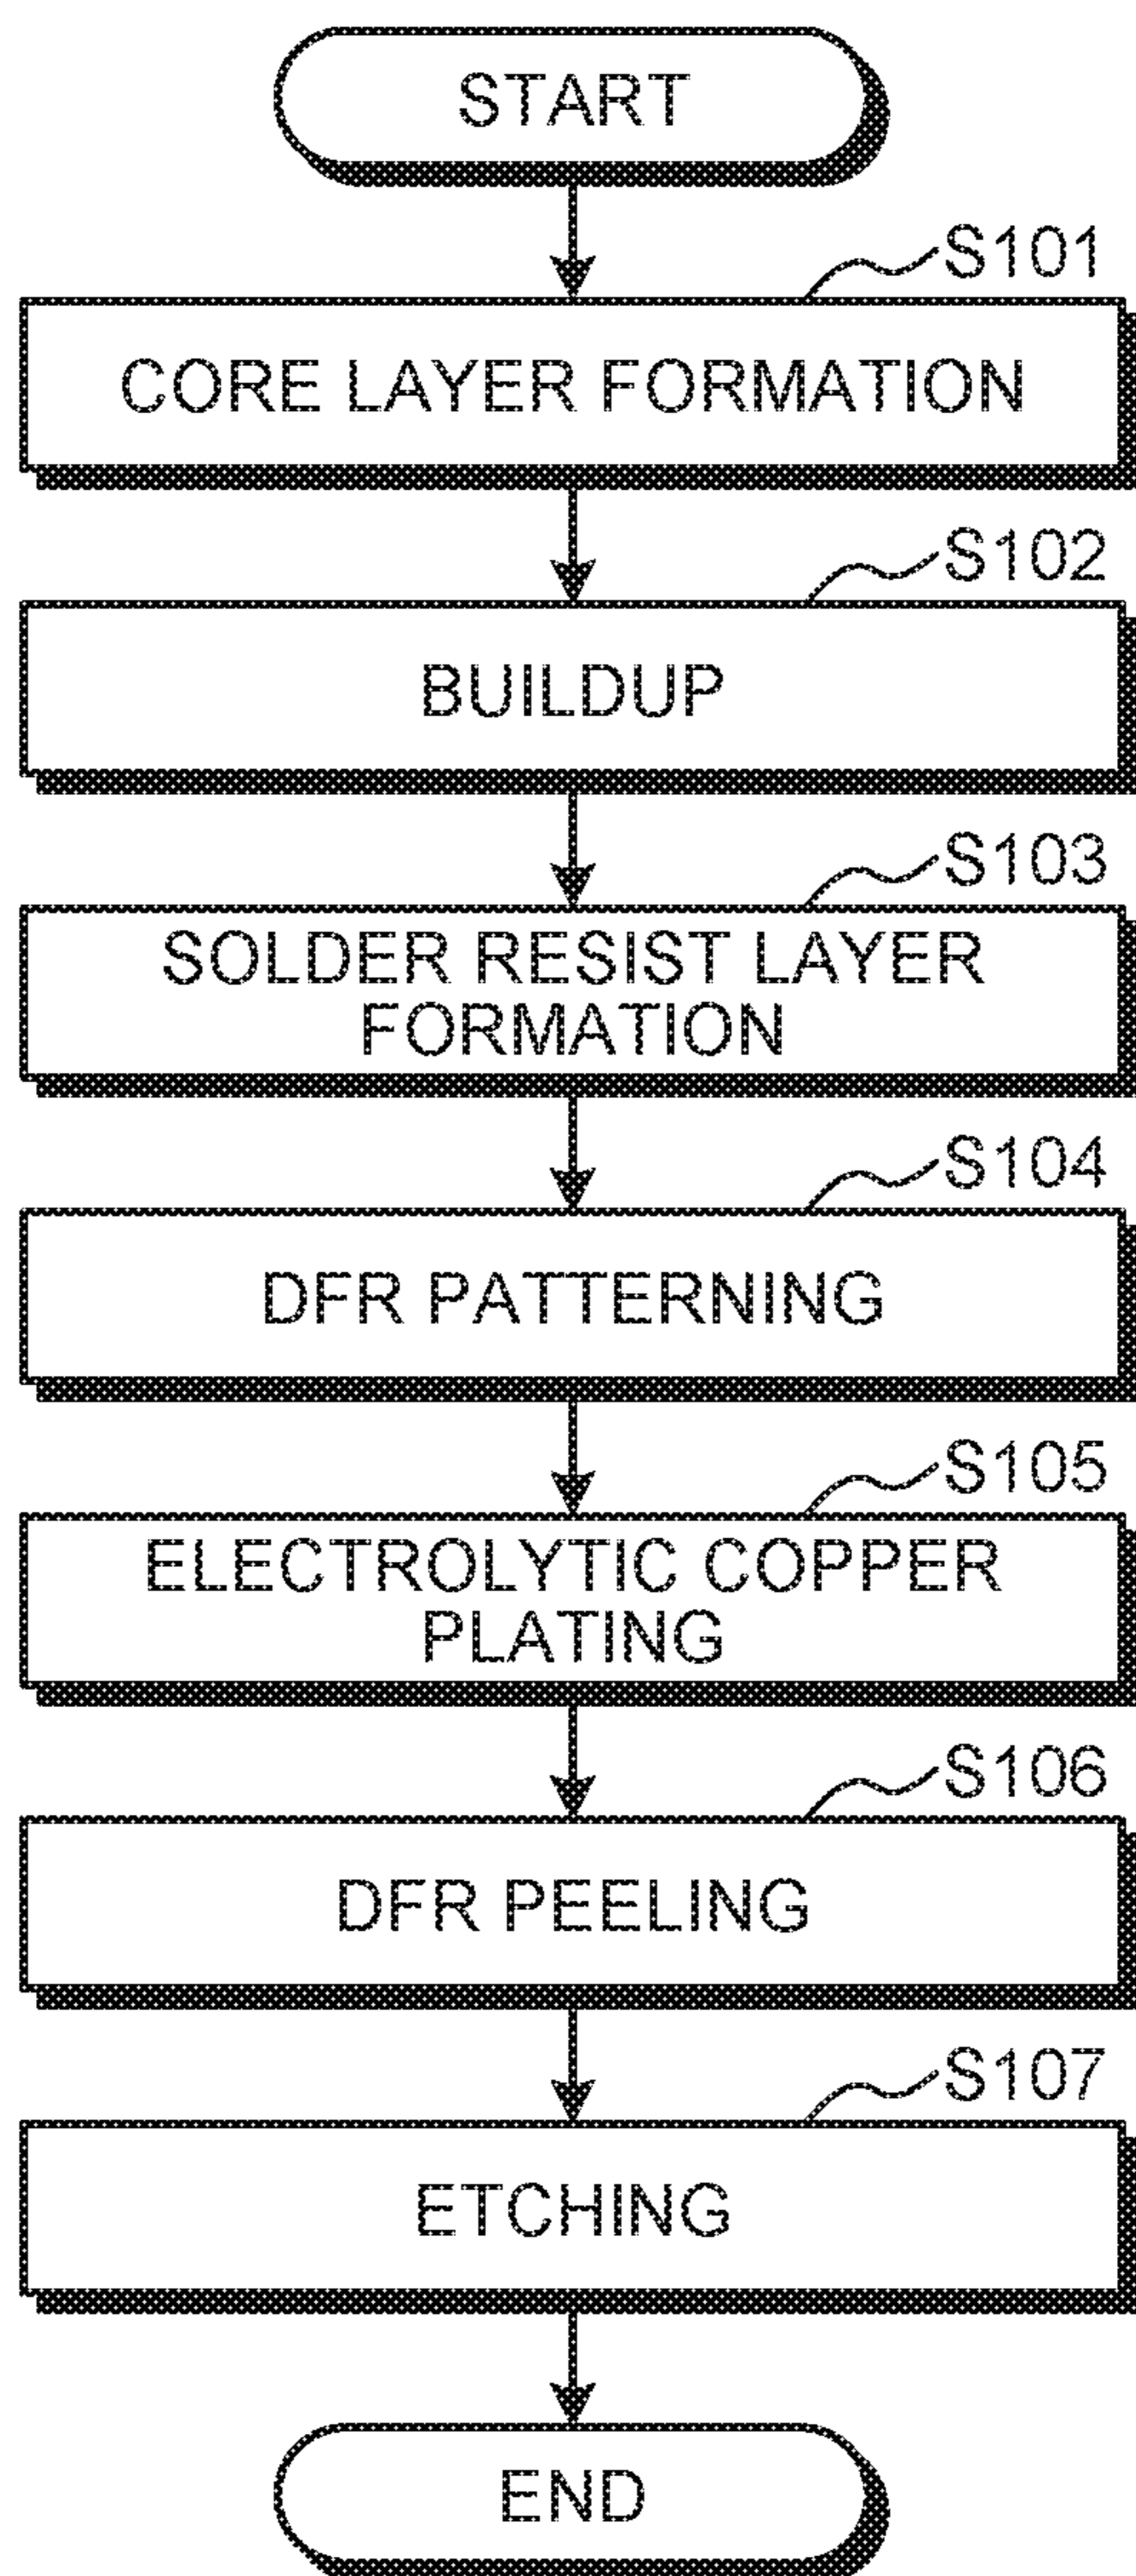 START
S101
CORE LAYER FORMATION
S102
BUILDUP
S103
SOLDER RESIST LAYER
FORMATION
S104
DFR PATTERNING
S105
ELECTROLYTIC COPPER
PLATING
S106
DFR PEELING
S107
ETCHING
END